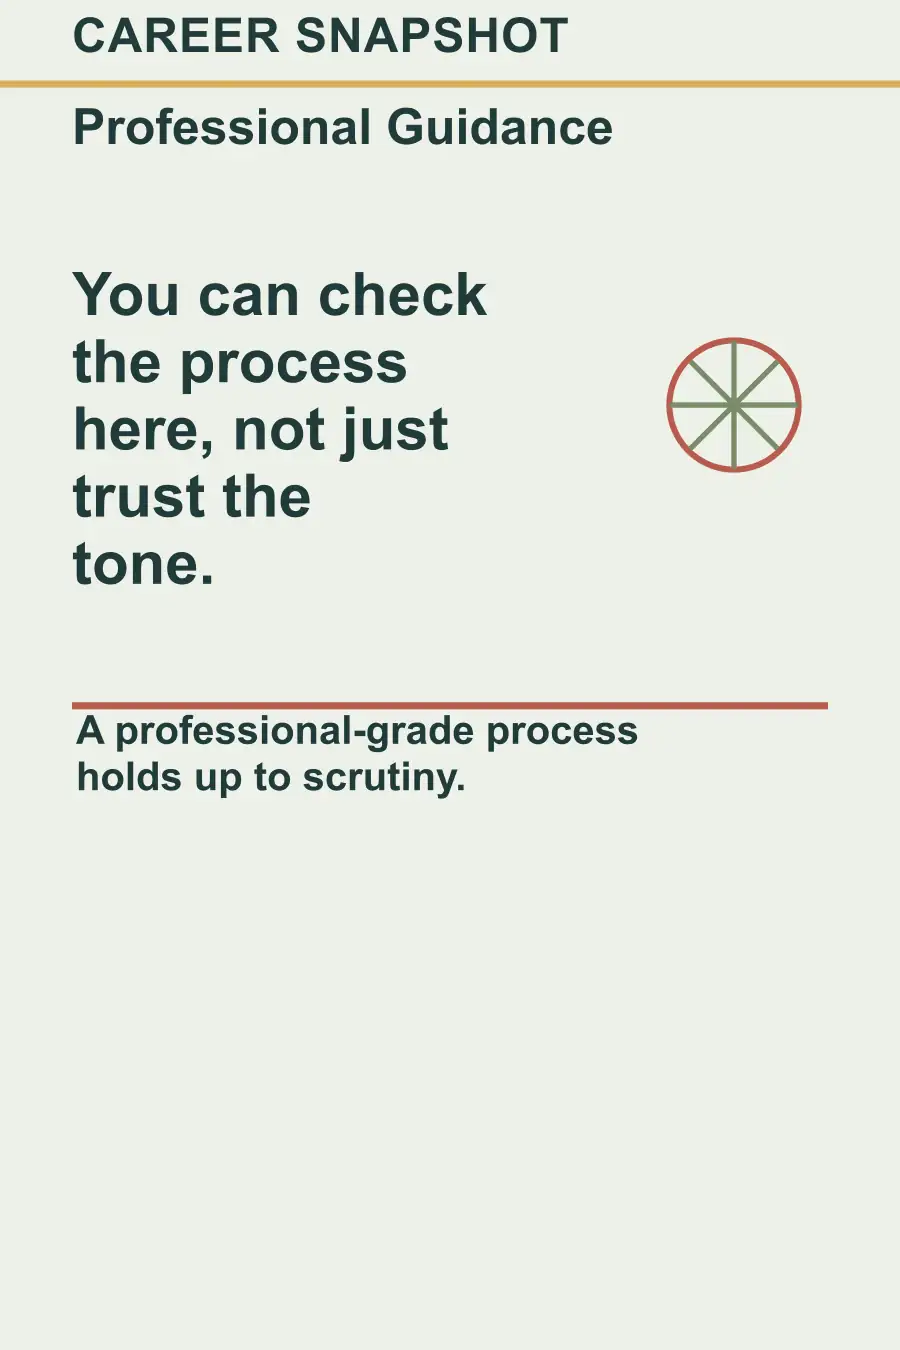 CAREER SNAPSHOT
Professional Guidance
You can check
the process
here, not just
trust the
tone.
A professional-grade process
holds up to scrutiny.